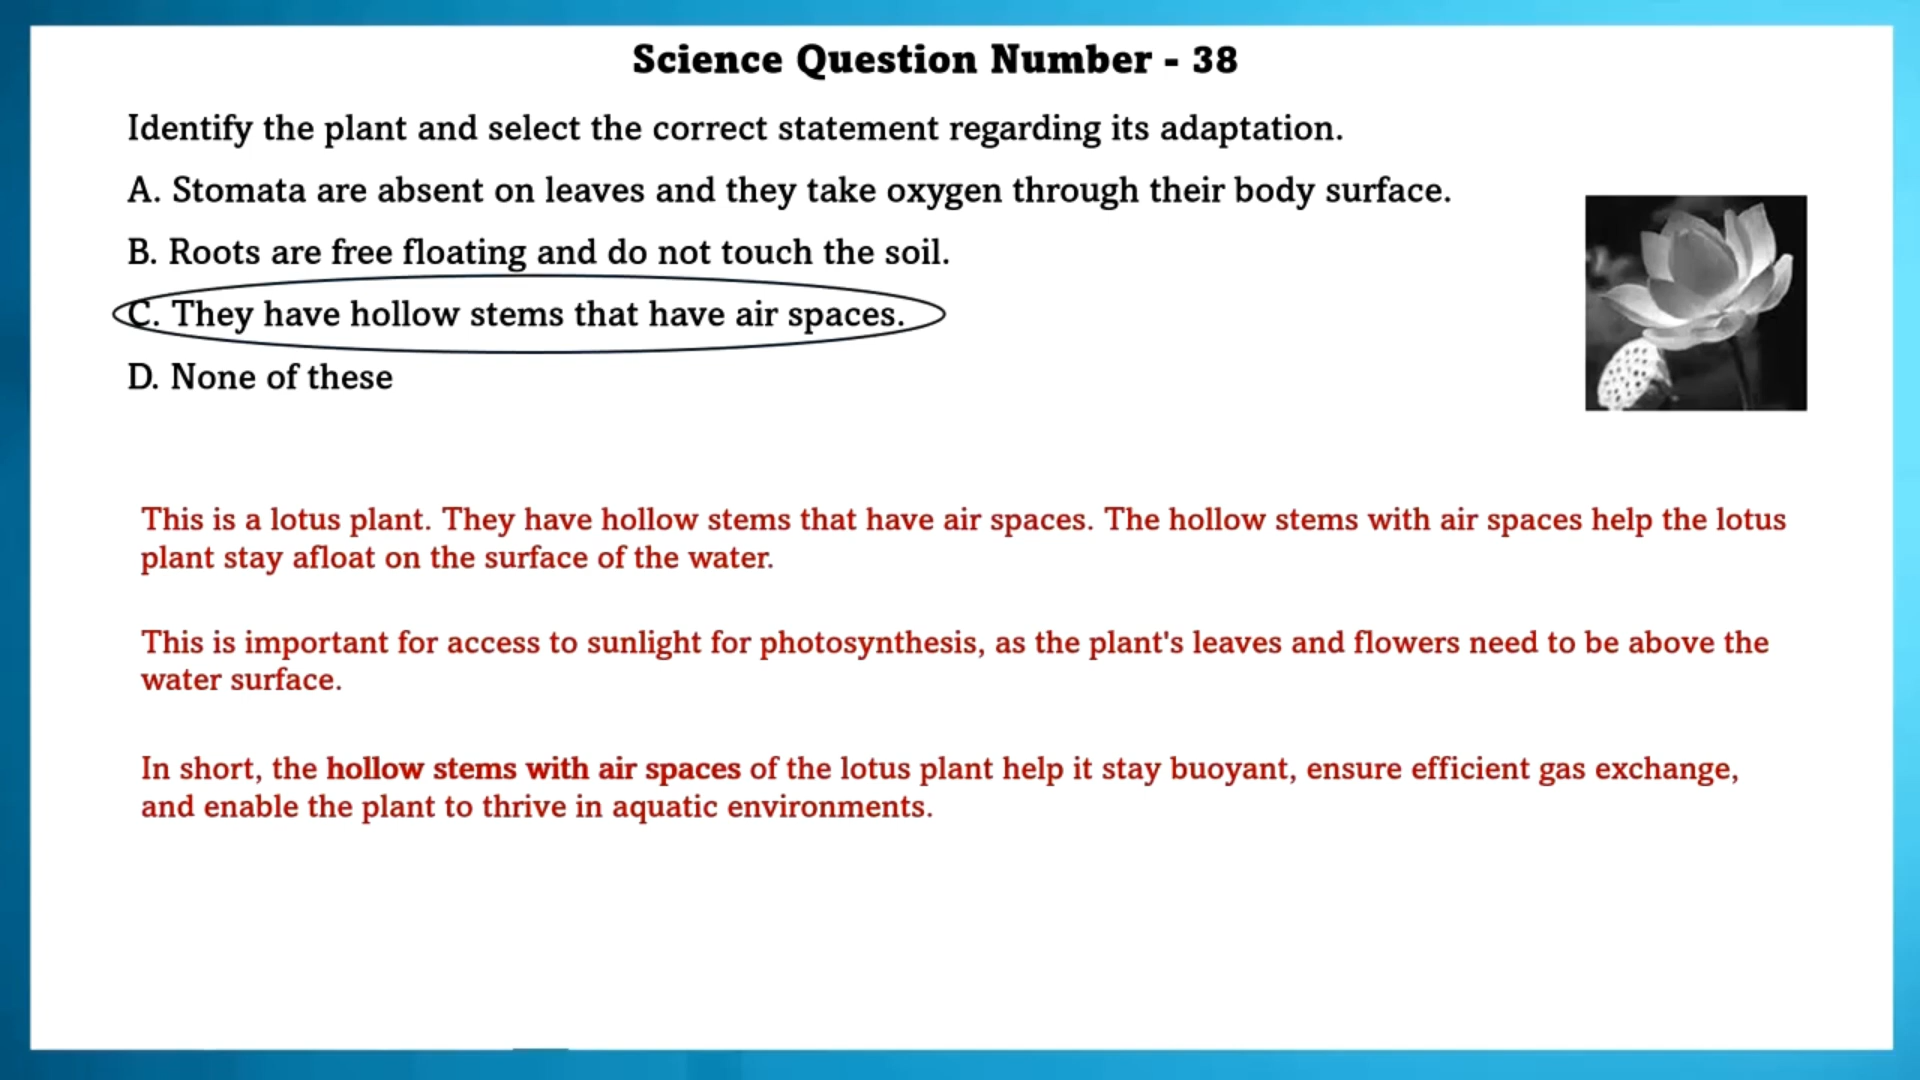 Science Question Number - 38
Identify the plant and select the correct statement regarding its adaptation.
A. Stomata are absent on leaves and they take oxygen through their body surface.
B. Roots are free floating and do not touch the soil.
C. They have hollow stems that have air spaces.
D. None of these
This is a lotus plant. They have hollow stems that have air spaces. The hollow stems with air spaces help the lotus
plant stay afloat on the surface of the water.
This is important for access to sunlight for photosynthesis, as the plant's leaves and flowers need to be above the
water surface.
In short, the hollow stems with air spaces of the lotus plant help it stay buoyant, ensure efficient gas exchange,
and enable the plant to thrive in aquatic environments.